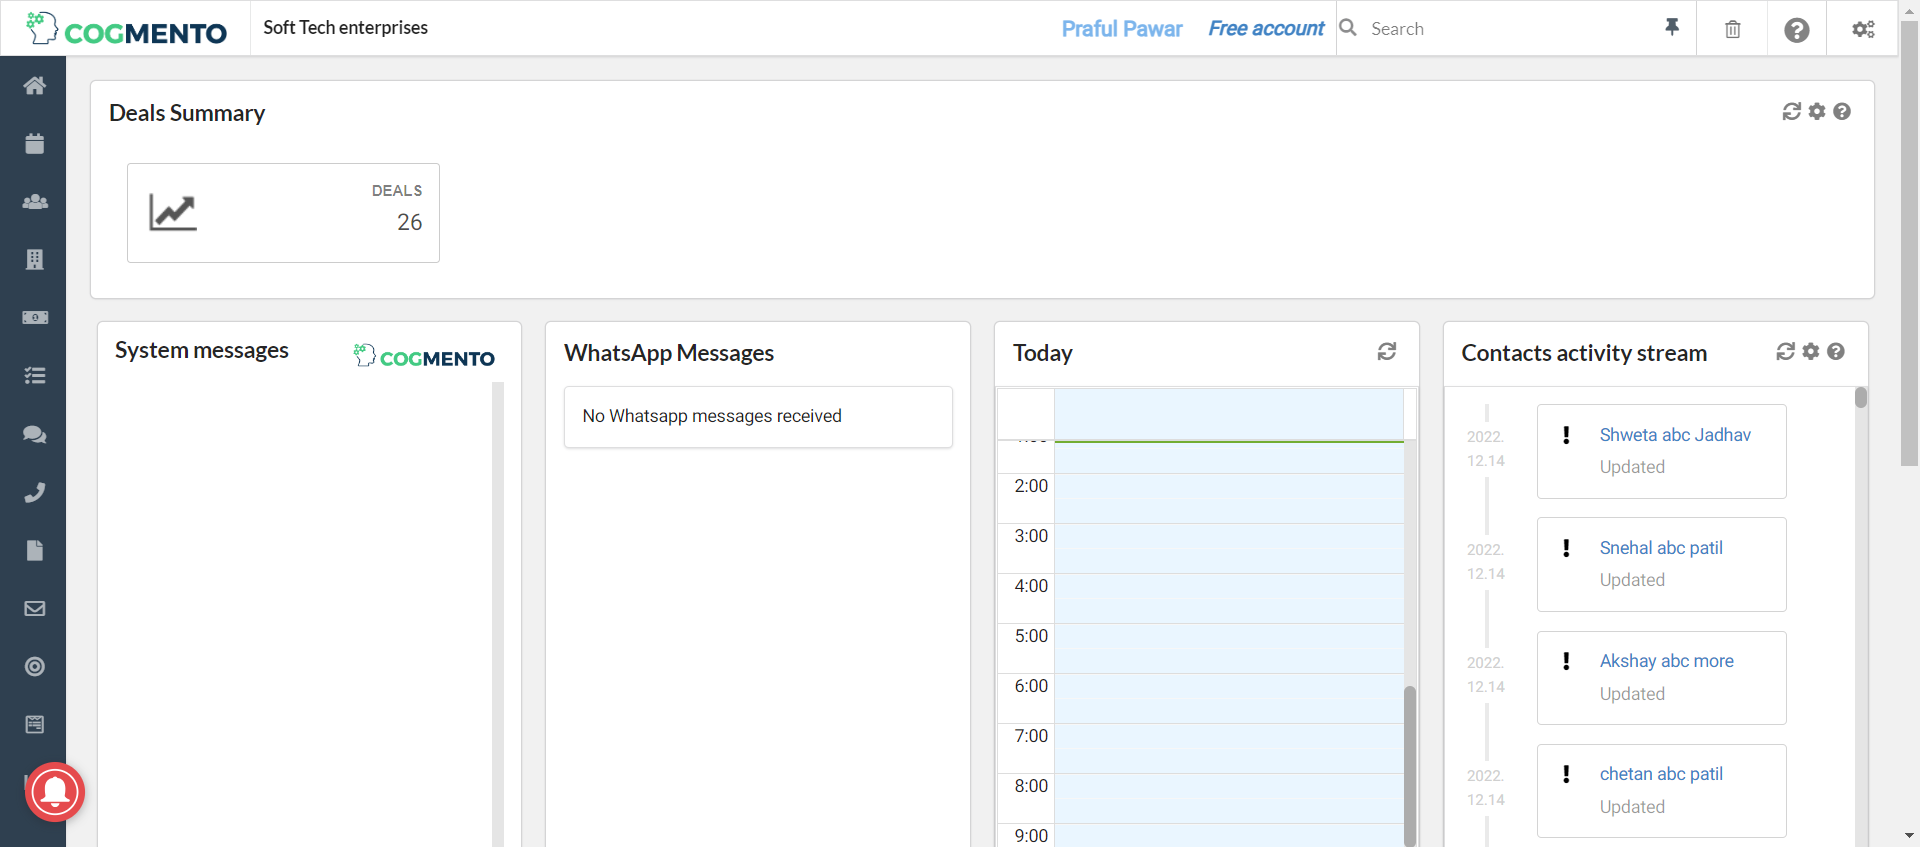 COGMENTO
Soft Tech enterprises
Praful Pawar
Free account
Search
Deals Summary
DEALS
26
System messages
COGMENTO
WhatsApp Messages
No Whatsapp messages received
Today
2:00
3:00
4:00
5:00
6:00
7:00
8:00
9:00
Contacts activity stream
2022.
12.14
Shweta abc Jadhav
Updated
2022.
12.14
Snehal abc patil
Updated
2022.
12.14
Akshay abc more
Updated
2022.
12.14
chetan abc patil
Updated